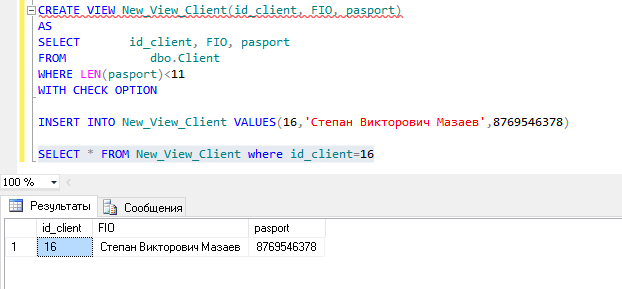 CREATE VIEW New_View_Client(id_client, FIO, pasport)
AS
SELECT id_client, FIO, pasport
FROM dbo.Client
WHERE LEN(pasport)<11
WITH CHECK OPTION
INSERT INTO New_View_Client VALUES(16,'Степан Викторович Мазаев',8769546378)
SELECT * FROM New_View_Client where id_client=16
100 %
Результаты Сообщения
id_client FIO pasport
1 16 Степан Викторович Мазаев 8769546378